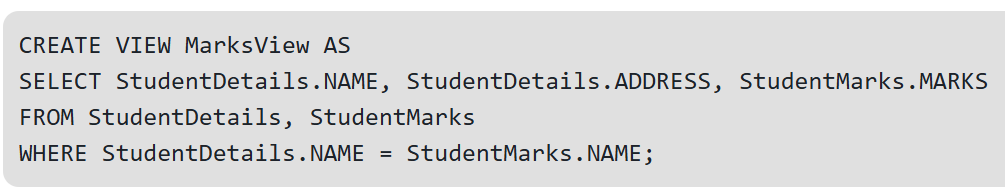 CREATE VIEW MarksView AS
SELECT StudentDetails.NAME, StudentDetails.ADDRESS, StudentMarks.MARKS
FROM StudentDetails, StudentMarks
WHERE StudentDetails.NAME = StudentMarks.NAME;